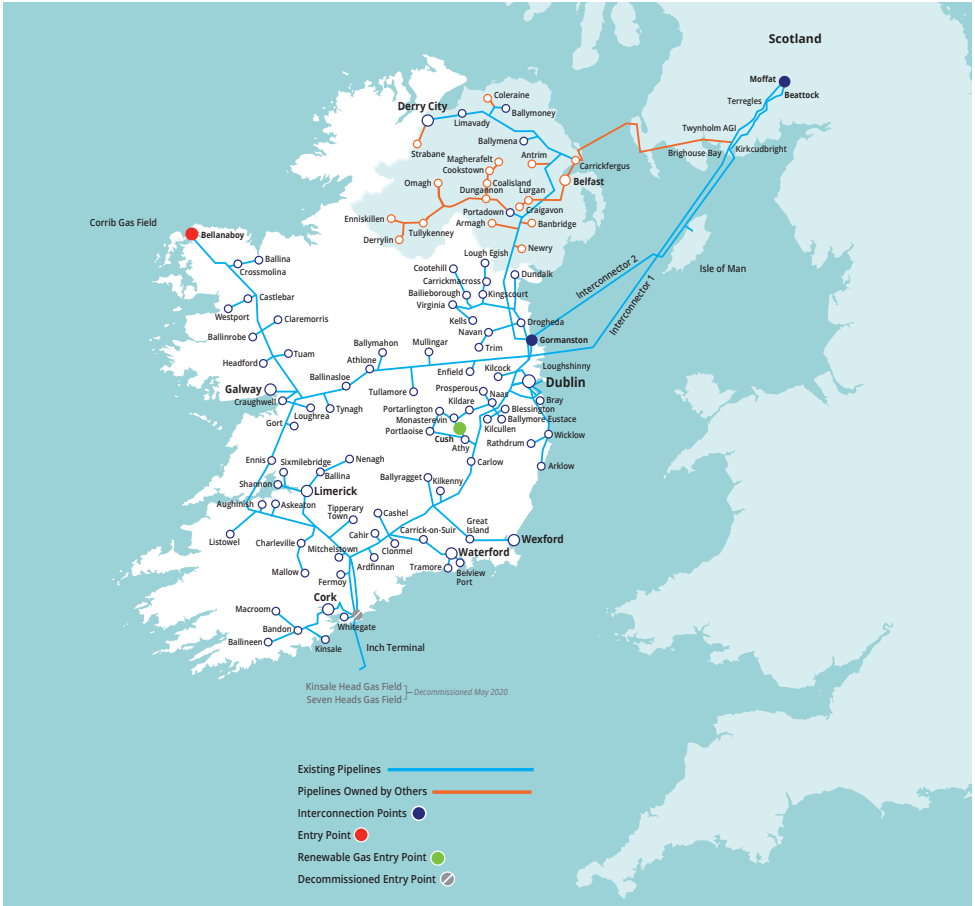 Scotland
Moffat
Beattock
Terregles
Coleraine
Derry City
Ballymoney
Limavady
Twynholm AGI
Kirkcudbright
Ballymena
Brighouse Bay
Strabane
Magherafelt
Antrim
Carrickfergus
Cookstown
Omagh
Coalisland
Belfast
Dungannon
Lurgan
Enniskillen
Portadown
Craigavon
Corrib Gas Field
Bellanaboy
Tullykenney
Armagh
Banbridge
Derrylin
Newry
Lough Egish
Ballina
Crossmolina
Cootehill
Dundalk
Isle of Man
Carrickmacross
Interconnector 2
Bailieborough
Kingscourt
Castlebar
Virginia
Interconnector 1
Westport
Claremorris
Kells
Drogheda
Navan
Ballinrobe
Gormanston
Ballymahon
Mullingar
Trim
Tuam
Athlone
Headford
Loughshinny
Enfield
Kilcock
Ballinasloe
Dublin
Galway
Tullamore
Prosperous
Naas
Craughwell
Kildare
Bray
Loughrea
Tynagh
Portarlington
Blessington
Gort
Monasterevin
Ballymore Eustace
Portlaoise
Kilcullen
Cush
Wicklow
Athy
Rathdrum
Ennis
Sixmilebridge
Nenagh
Carlow
Arklow
Ballina
Ballyragget
Shannon
Kilkenny
Limerick
Aughinish
Askeaton
Tipperary
Town
Cashel
Great
Island
Carrick-on-Suir
Cahir
Wexford
Listowel
Charleville
Mitchelstown
Clonmel
Waterford
Ardfinnan
Tramore
Belview
Port
Mallow
Fermoy
Cork
Macroom
Whitegate
Bandon
Ballineen
Kinsale
Inch Terminal
Kinsale Head Gas Field
Seven Heads Gas Field
Decommissioned May 2020
Existing Pipelines
Pipelines Owned by Others
Interconnection Points
Entry Point
Renewable Gas Entry Point
Decommissioned Entry Point